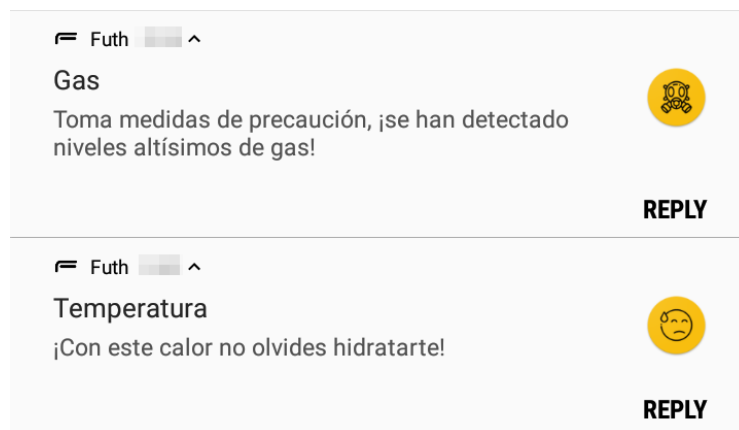 Futh
Gas
Toma medidas de precaución, ¡se han detectado
niveles altísimos de gas!
REPLY
Futh
Temperatura
¡Con este calor no olvides hidratarte!
REPLY